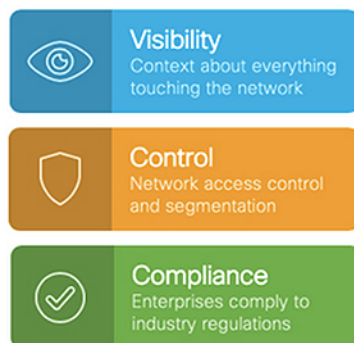 Visibility
Context about everything
touching the network
Control
Network access control
and segmentation
Compliance
Enterprises comply to
industry regulations